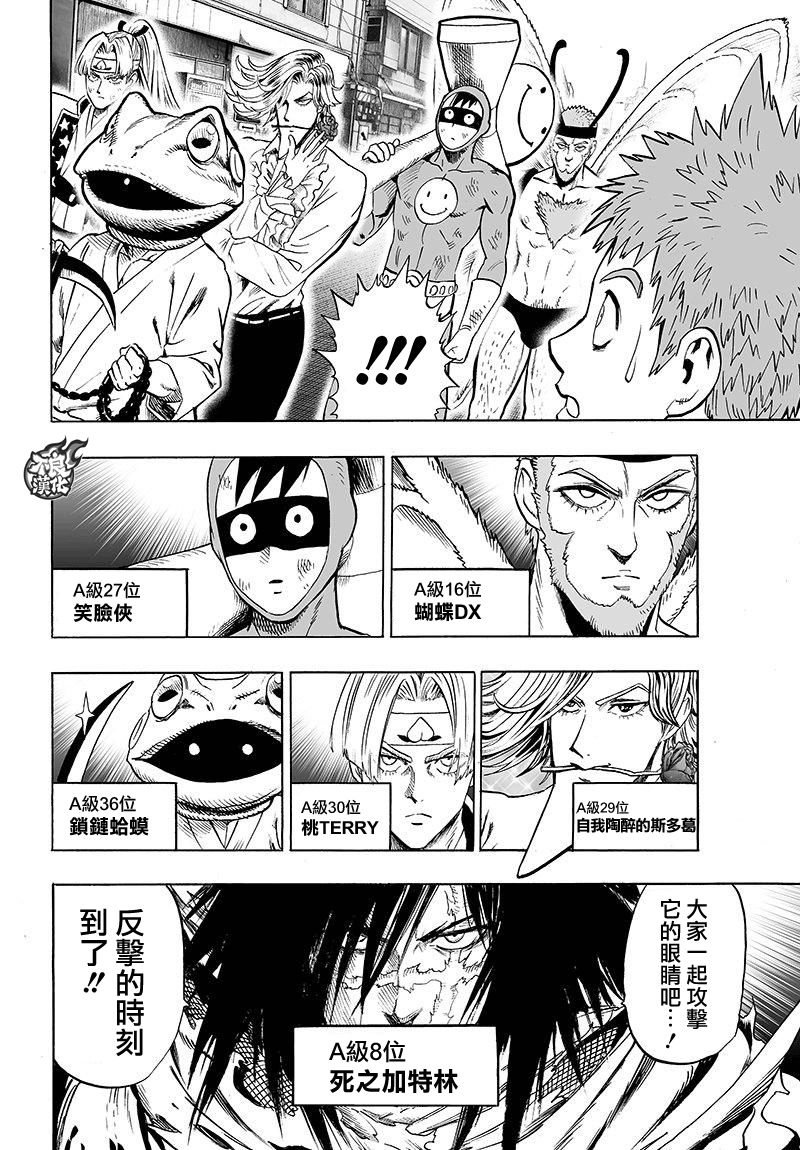 !!!
狼
漢化
A級27位
笑臉俠
A級16位
蝴蝶DX
A級36位
鎖鏈蛤蟆
A級30位
桃TERRY
A級29位
自我陶醉的斯多葛
大家一起攻擊
它的眼睛吧…!
反擊的時刻
到了!!
A級8位
死之加特林